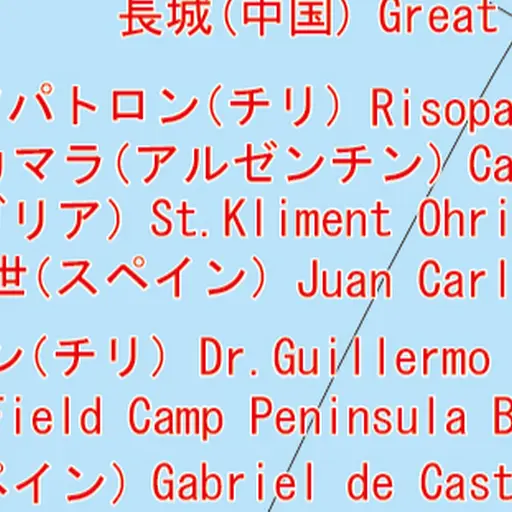 長城(中国) Great
パトロン(チリ) Risopa
カマラ(アルゼンチン) Ca
ガリア) St.Kliment Ohri
世(スペイン) Juan Carl
ン(チリ) Dr.Guillermo
Field Camp Peninsula B
ペイン) Gabriel de Cast